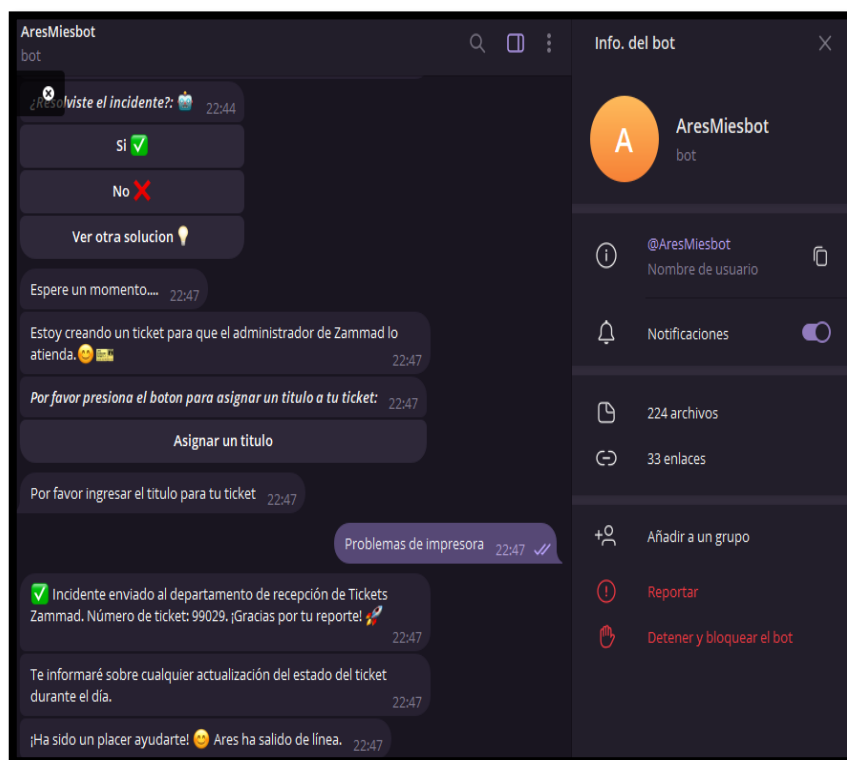 AresMiesbot
bot
¿Resolviste el incidente?: 22:44
Si
No
Ver otra solucion
Espere un momento.... 22:47
Estoy creando un ticket para que el administrador de Zammad lo
atienda. 22:47
Por favor presiona el boton para asignar un titulo a tu ticket: 22:47
Asignar un titulo
Por favor ingresar el titulo para tu ticket 22:47
Problemas de impresora 22:47
Incidente enviado al departamento de recepción de Tickets
Zammad. Número de ticket: 99029. ¡Gracias por tu reporte!
22:47
Te informaré sobre cualquier actualización del estado del ticket
durante el día. 22:47
¡Ha sido un placer ayudarte! Ares ha salido de línea. 22:47
Info. del bot
A
AresMiesbot
bot
@AresMiesbot
Nombre de usuario
Notificaciones
224 archivos
33 enlaces
Añadir a un grupo
Reportar
Detener y bloquear el bot